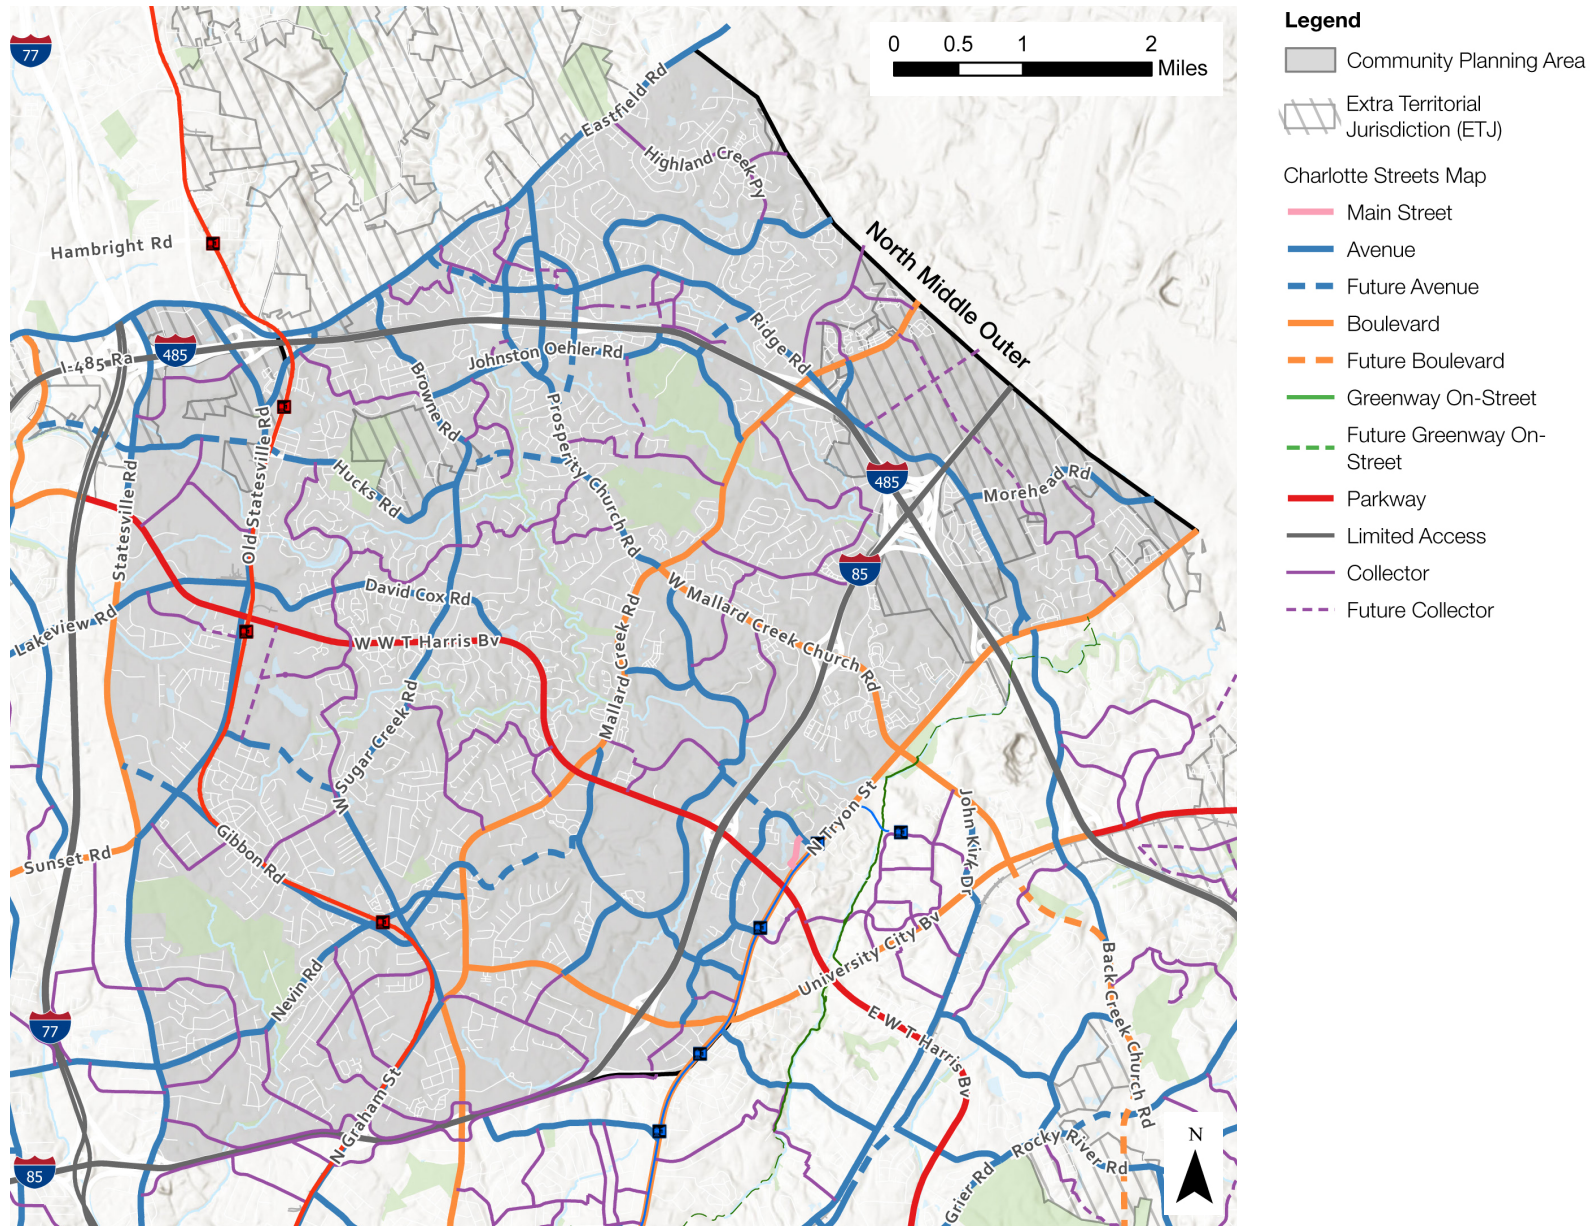 77
0 0.5 1 2
Miles
Eastfield Rd
Highland Creek Py
Hambright Rd
North Middle Outer
I-485 Ra
485
Johnston Oehler Rd
Ridge Rd
Browne Rd
Prosperity Church Rd
Old Statesville Rd
Statesville Rd
Hucks Rd
485
Morehead Rd
85
David Cox Rd
W Mallard Creek Church Rd
Lakeview Rd
W W T Harris Bv
Mallard Creek Rd
W Sugar Creek Rd
N Tryon St
John Kirk Dr
Gibbon Rd
Sunset Rd
University City Bv
Nevin Rd
Back Creek Church Rd
77
E W T Harris Bv
N Graham St
Rocky River Rd
Grier Rd
85
N
Legend
Community Planning Area
Extra Territorial
Jurisdiction (ETJ)
Charlotte Streets Map
Main Street
Avenue
Future Avenue
Boulevard
Future Boulevard
Greenway On-Street
Future Greenway On-
Street
Parkway
Limited Access
Collector
Future Collector